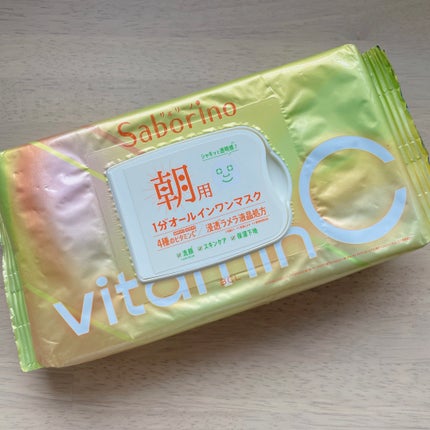 サボリーノ
Saborino
シャキッと透明感♪
朝用
1分オールインワンマスク
4種のビタミンC
浸透ラメラ液晶処方
☑洗顔 ☑スキンケア ☑保湿下地
vitamin C
BCL